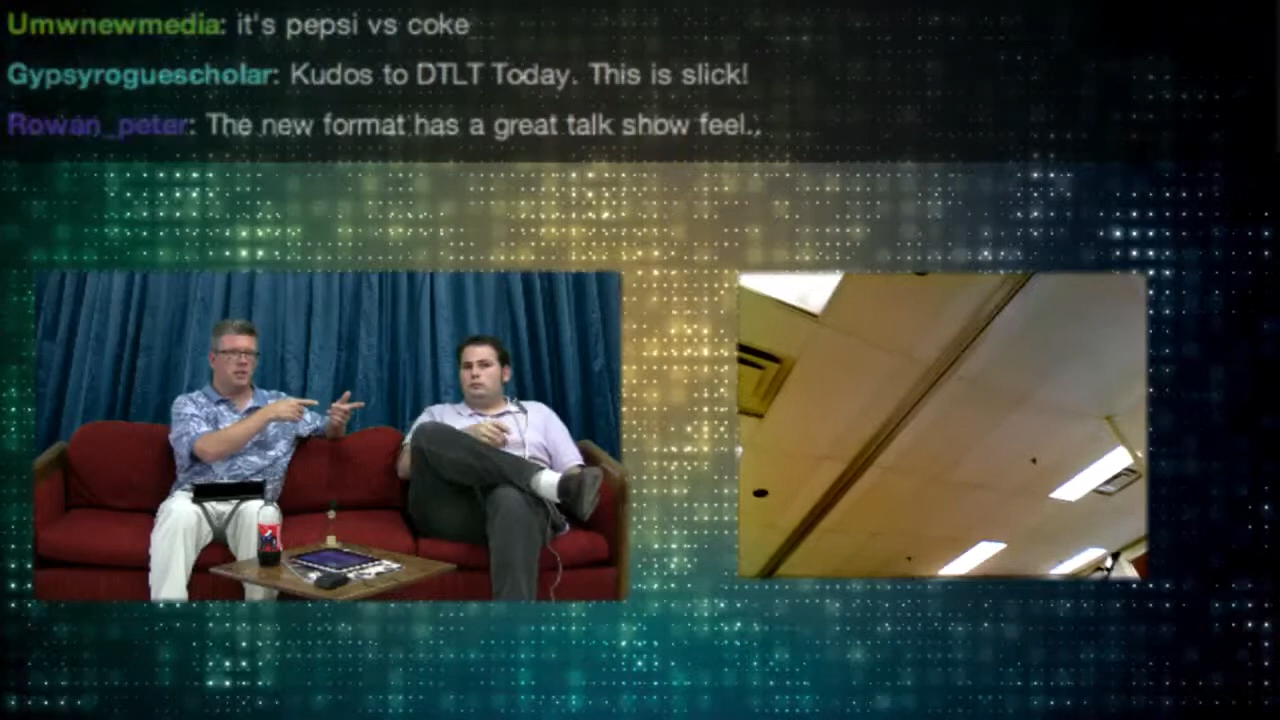 Umwnewmedia: it's pepsi vs coke
Gypsyroguescholar: Kudos to DTLT Today. This is slick!
Rowan_peter: The new format has a great talk show feel..